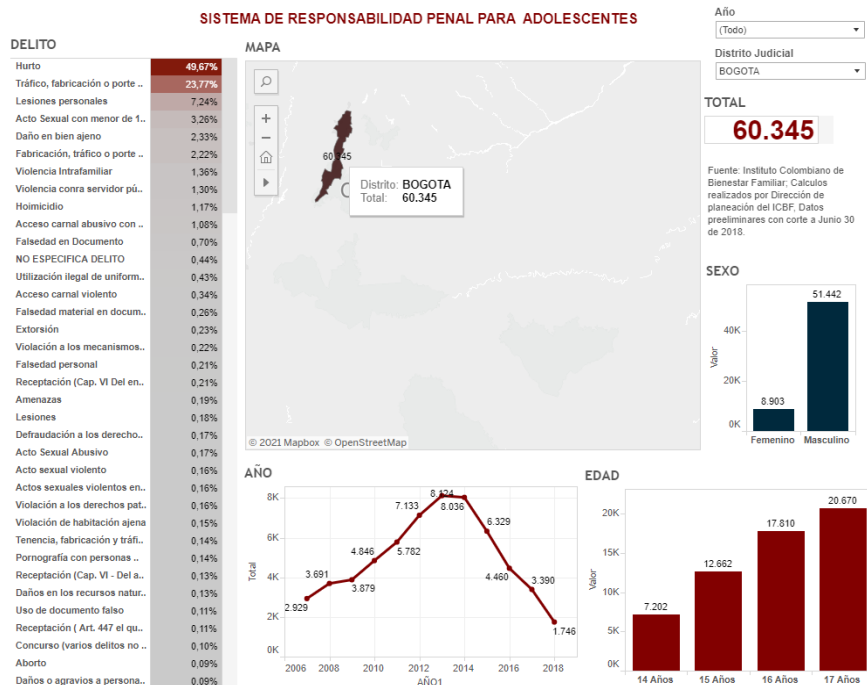 SISTEMA DE RESPONSABILIDAD PENAL PARA ADOLESCENTES
Año
(Todo)
Distrito Judicial
BOGOTA
TOTAL
60.345
Fuente: Instituto Colombiano de
Bienestar Familiar; Calculos
realizados por Dirección de
planeación del ICBF, Datos
preeliminares con corte a Junio 30
de 2018.
DELITO
Hurto 49,67%
Tráfico, fabricación o porte .. 23,77%
Lesiones personales 7,24%
Acto Sexual con menor de 1.. 3,26%
Daño en bien ajeno 2,33%
Fabricación, tráfico o porte .. 2,22%
Violencia Intrafamiliar 1,36%
Violencia conra servidor pú.. 1,30%
Hoimicidio 1,17%
Acceso carnal abusivo con .. 1,08%
Falsedad en Documento 0,70%
NO ESPECIFICA DELITO 0,44%
Utilización ilegal de uniform.. 0,43%
Acceso carnal violento 0,34%
Falsedad material en docum.. 0,26%
Extorsión 0,23%
Violación a los mecanismos.. 0,22%
Falsedad personal 0,21%
Receptación (Cap. VI Del en.. 0,21%
Amenazas 0,19%
Lesiones 0,18%
Defraudación a los derecho.. 0,17%
Acto Sexual Abusivo 0,17%
Acto sexual violento 0,16%
Actos sexuales violentos en.. 0,16%
Violación a los derechos pat.. 0,16%
Violación de habitación ajena 0,15%
Tenencia, fabricación y tráfi.. 0,14%
Pornografía con personas .. 0,14%
Receptación (Cap. VI - Del a.. 0,13%
Daños en los recursos natur.. 0,13%
Uso de documento falso 0,11%
Receptación ( Art. 447 el qu.. 0,11%
Concurso (varios delitos no .. 0,10%
Aborto 0,09%
Daños o agravios a persona.. 0,09%
MAPA
60.345
Distrito: BOGOTA
Total: 60.345
© 2021 Mapbox © OpenStreetMap
SEXO
51.442
8.903
40K
20K
0K
Valor
Femenino Masculino
AÑO
8K
6K
4K
2K
0K
Total
2.929
3.691
3.879
4.846
5.782
7.133
8.124
8.036
6.329
4.460
3.390
1.746
2006 2008 2010 2012 2014 2016 2018
AÑO1
EDAD
20K
15K
10K
5K
0K
Valor
7.202
12.662
17.810
20.670
14 Años 15 Años 16 Años 17 Años